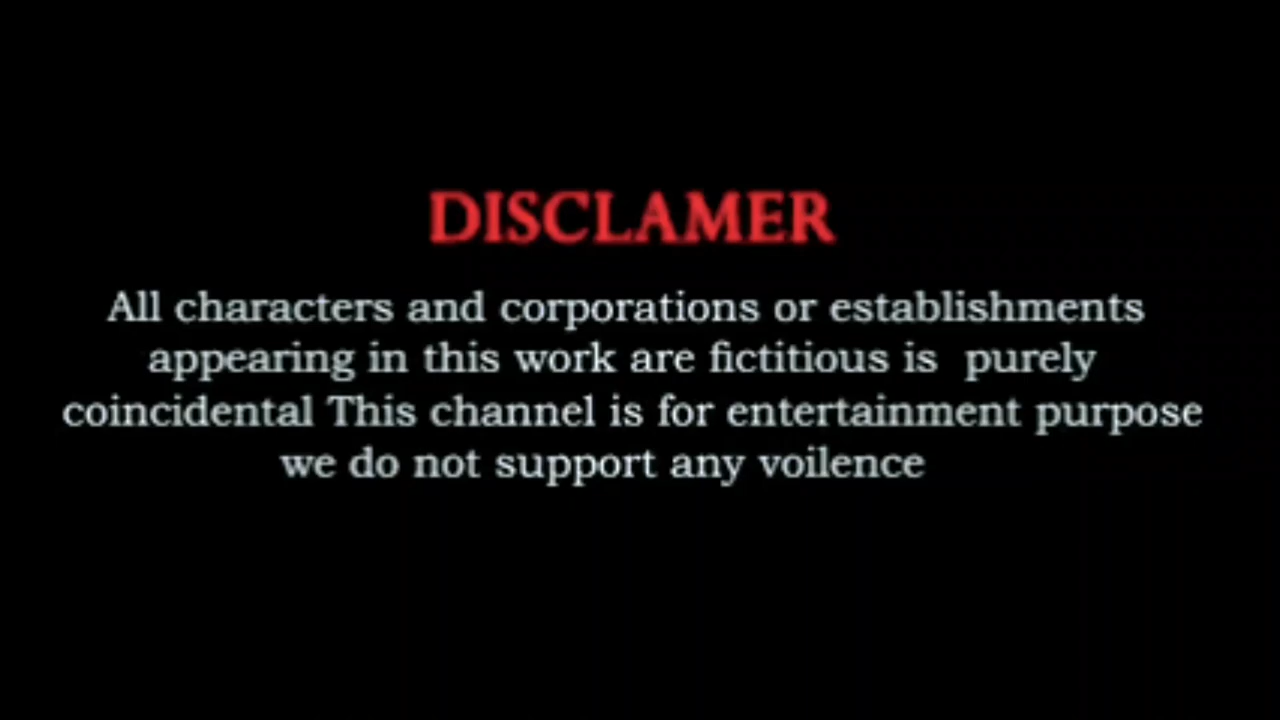 DISCLAMER
All characters and corporations or establishments
appearing in this work are fictitious is  purely
coincidental This channel is for entertainment purpose
we do not support any voilence